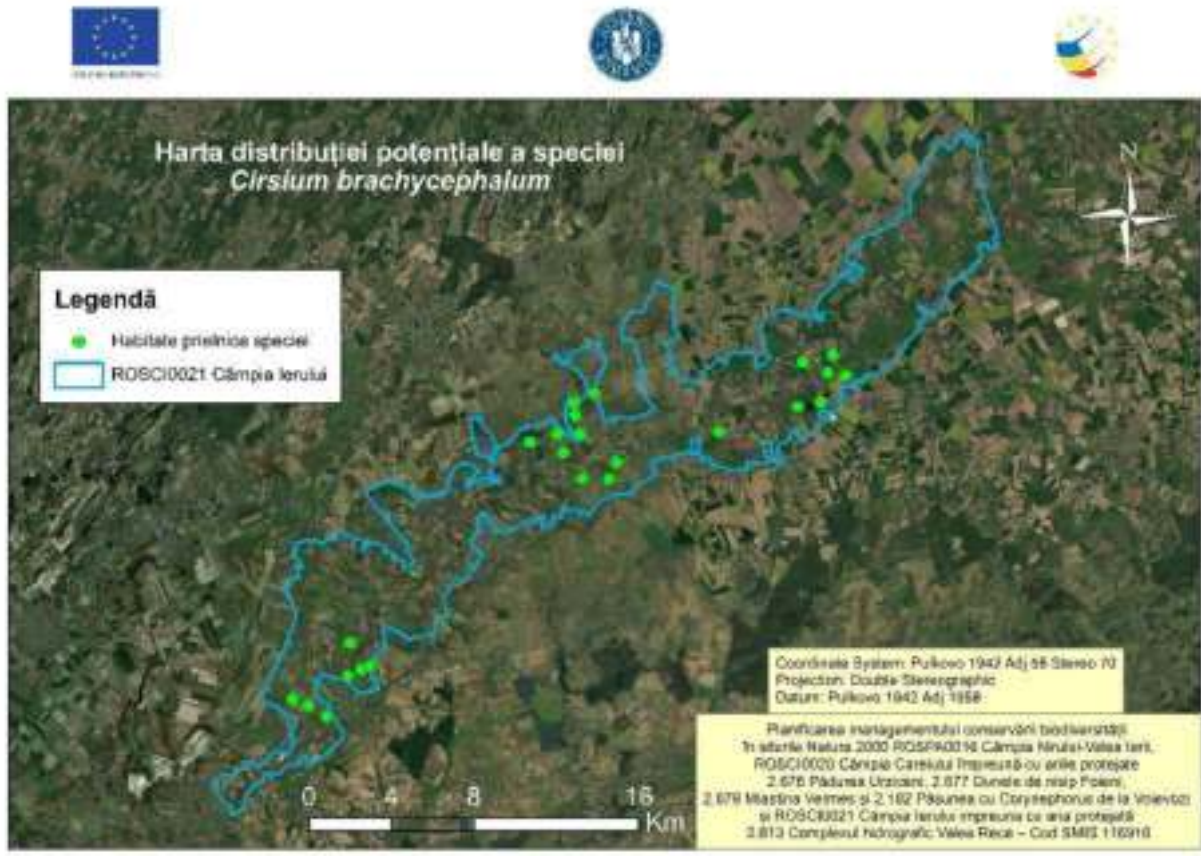 Harta distribuției potențiale a speciei
Cirsium brachycephalum
N
Legendă
Habitate prielnice speciei
ROSCI0021 Câmpia Ierului
Coordinate System: Pulkovo 1942 Adj 58 Stereo 70
Projection: Double Stereographic
Datum: Pulkovo 1942 Adj 1958
Planificarea managementului conservării biodiversității
în siturile Natura 2000 ROSPA0016 Câmpia Nirului-Valea Ierii,
ROSCI0020 Câmpia Careiului împreună cu ariile protejate
2.676 Pădurea Urziceni, 2.677 Dunele de nisip Foieni,
2.678 Mlaștina Vermeș și 2.182 Pășunea cu Corynephorus de la Voievozi
și ROSCI0021 Câmpia Ierului împreună cu aria protejată
2.613 Complexul hidrografic Valea Rece – Cod SMIS 116910
0 4 8 16
Km